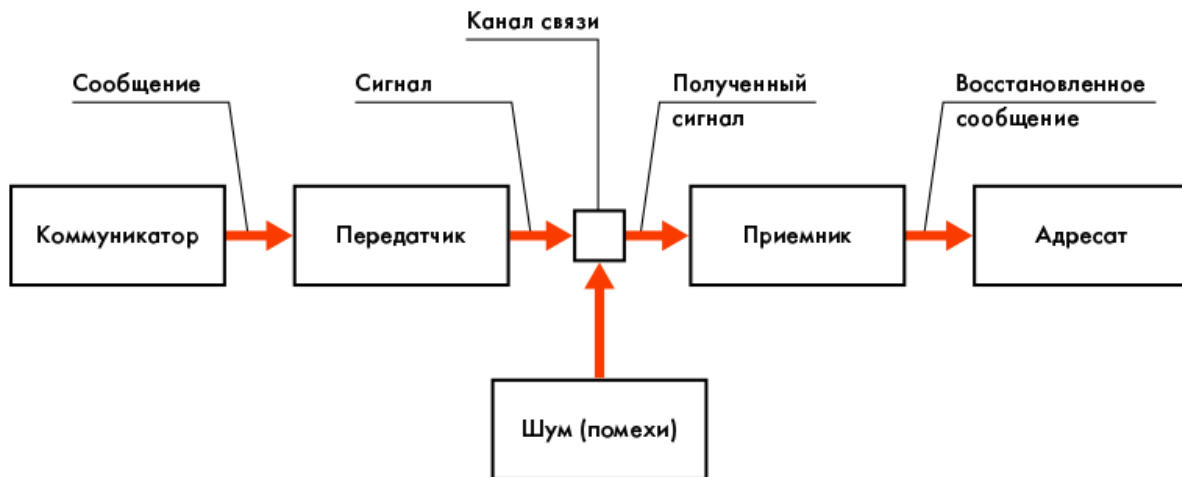 Канал связи
Сообщение
Сигнал
Полученный
сигнал
Восстановленное
сообщение
Коммуникатор
Передатчик
Приемник
Адресат
Шум (помехи)